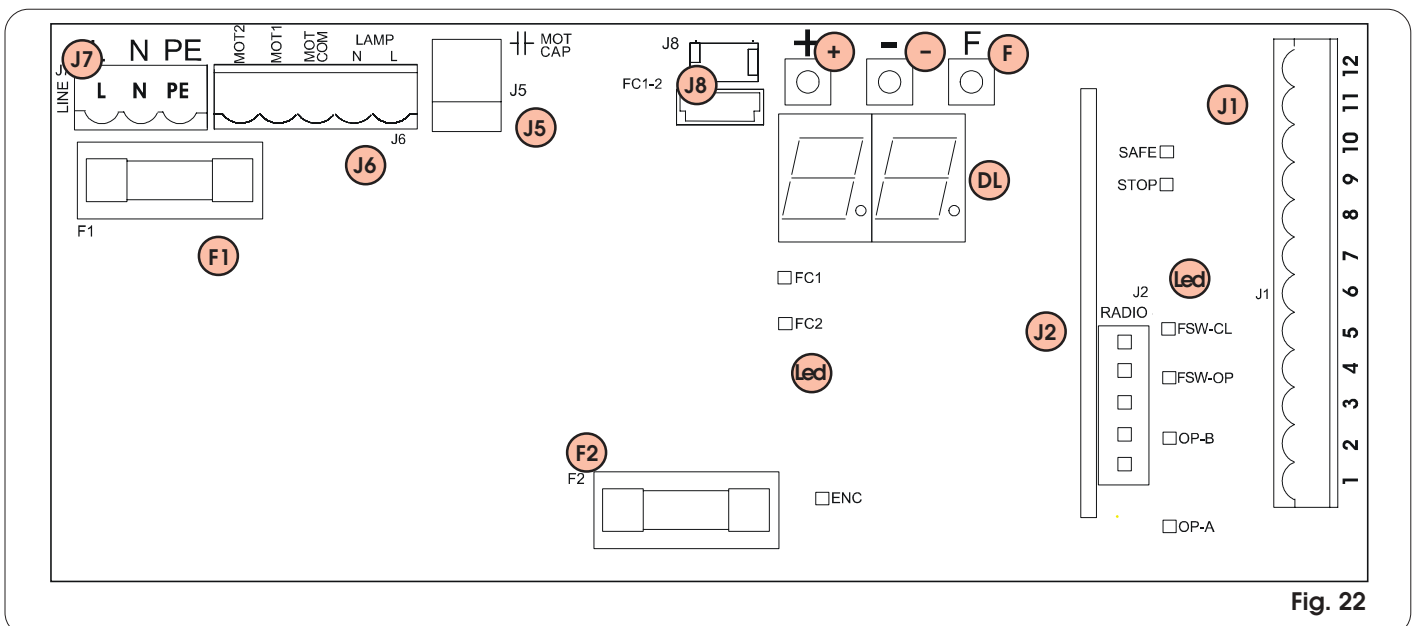 J7 L N PE
LINE
L N PE
MOT2 MOT1 MOT COM LAMP N L
J6
J6
MOT CAP
J5
J5
J8
FC1-2
J8
+ + - - F F
DL
FC1
FC2
Led
F1
F1
F2
F2
ENC
J1
SAFE
STOP
Led
J2
RADIO
J2
FSW-CL
FSW-OP
OP-B
OP-A
J1
12
11
10
9
8
7
6
5
4
3
2
1
Fig. 22